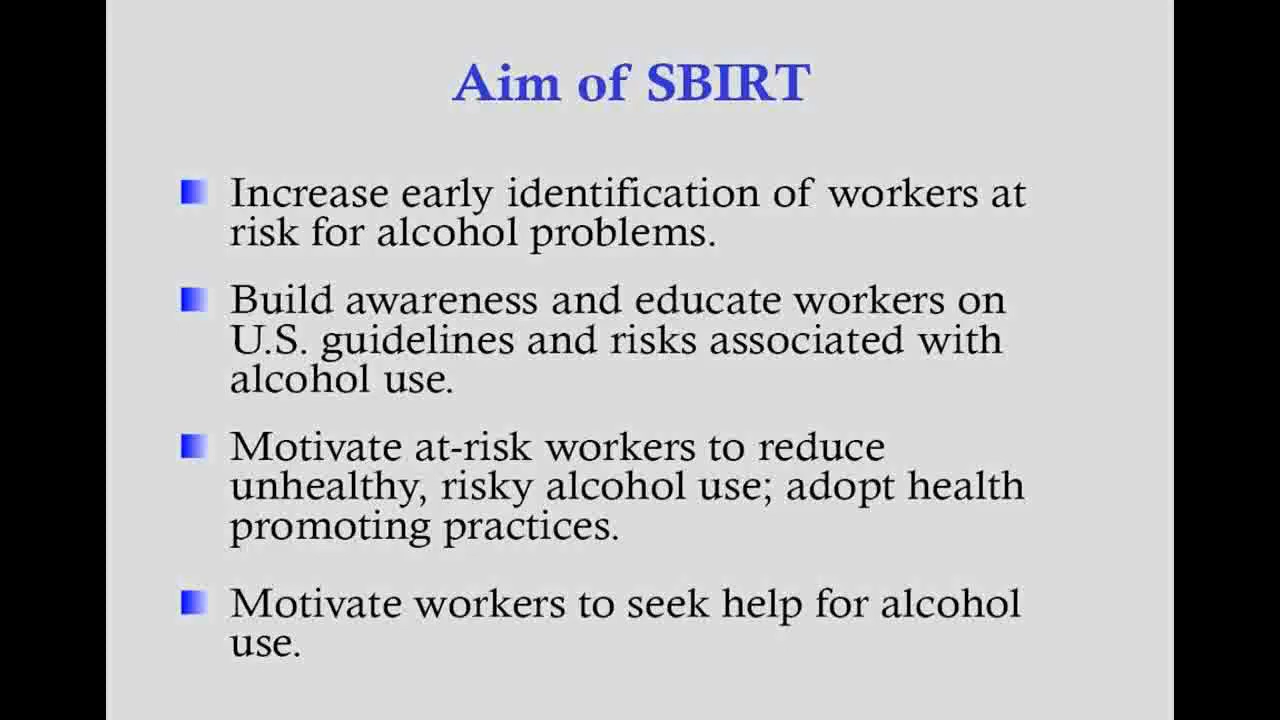 Aim of SBIRT
Increase early identification of workers at
risk for alcohol problems.
Build awareness and educate workers on
U.S. guidelines and risks associated with
alcohol use.
Motivate at-risk workers to reduce
unhealthy, risky alcohol use; adopt health
promoting practices.
Motivate workers to seek help for alcohol
use.